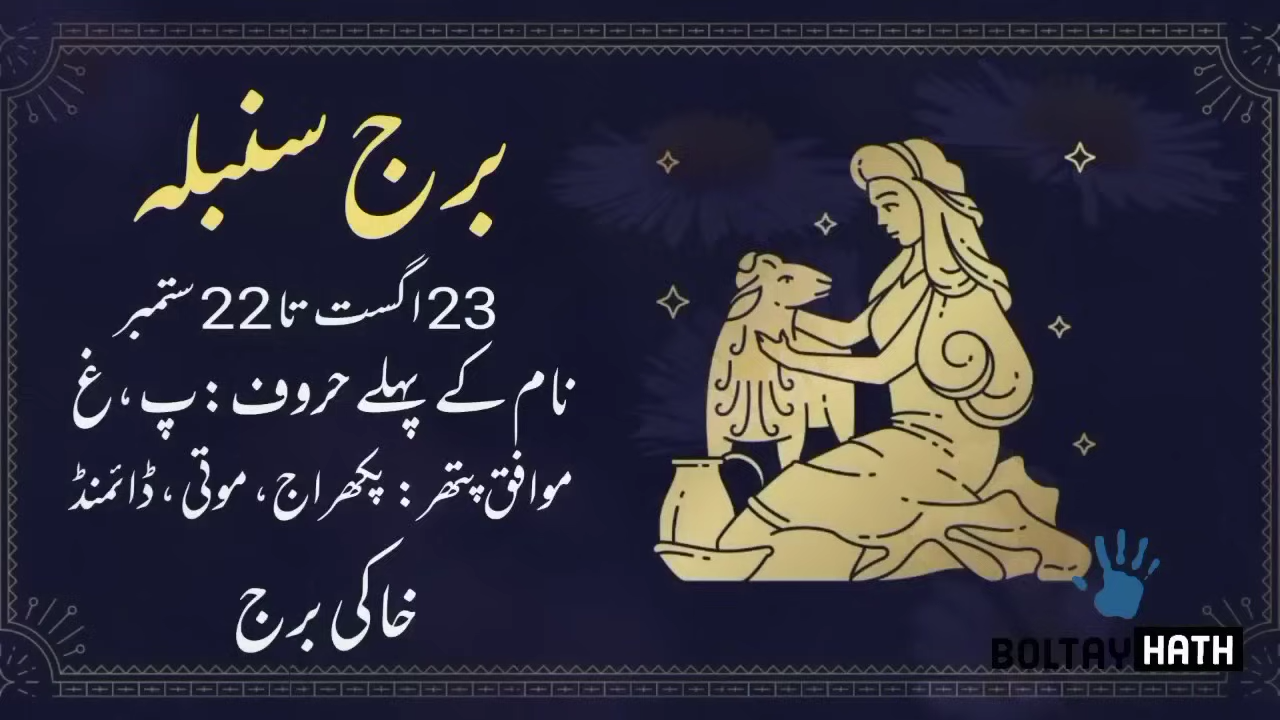 برج سنبلہ
23 اگست تا 22 ستمبر
نام کے پہلے حروف : پ ، غ
موافق پتھر : پکھراج ، موتی ، ڈائمنڈ
خاکی برج
BOLTAY HATH